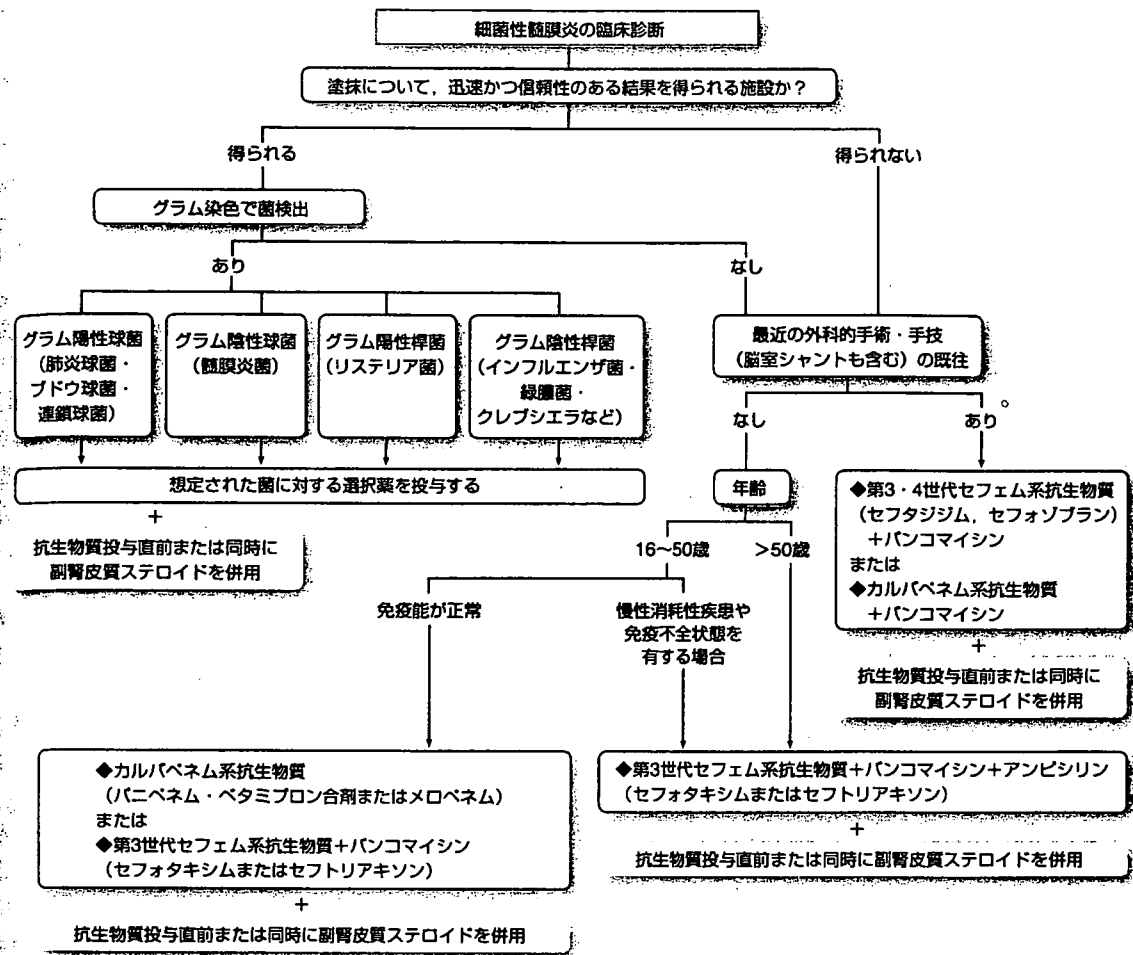 細菌性髄膜炎の臨床診断
塗抹について,迅速かつ信頼性のある結果を得られる施設か?
得られる
得られない
グラム染色で菌検出
あり
なし
グラム陽性球菌
(肺炎球菌・
ブドウ球菌・
連鎖球菌)
グラム陰性球菌
(髄膜炎菌)
グラム陽性桿菌
(リステリア菌)
グラム陰性桿菌
(インフルエンザ菌・
緑膿菌・
クレブシエラなど)
最近の外科的手術・手技
(脳室シャントも含む)の既往
なし
あり
想定された菌に対する選択薬を投与する
+
抗生物質投与直前または同時に
副腎皮質ステロイドを併用
年齢
16〜50歳
>50歳
◆第3・4世代セフェム系抗生物質
(セフタジジム,セフォゾプラン)
+バンコマイシン
または
◆カルバペネム系抗生物質
+バンコマイシン
+
抗生物質投与直前または同時に
副腎皮質ステロイドを併用
免疫能が正常
慢性消耗性疾患や
免疫不全状態を
有する場合
◆カルバペネム系抗生物質
(パニペネム・ベタミプロン合剤またはメロペネム)
または
◆第3世代セフェム系抗生物質+バンコマイシン
(セフォタキシムまたはセフトリアキソン)
+
抗生物質投与直前または同時に副腎皮質ステロイドを併用
◆第3世代セフェム系抗生物質+バンコマイシン+アンピシリン
(セフォタキシムまたはセフトリアキソン)
+
抗生物質投与直前または同時に副腎皮質ステロイドを併用